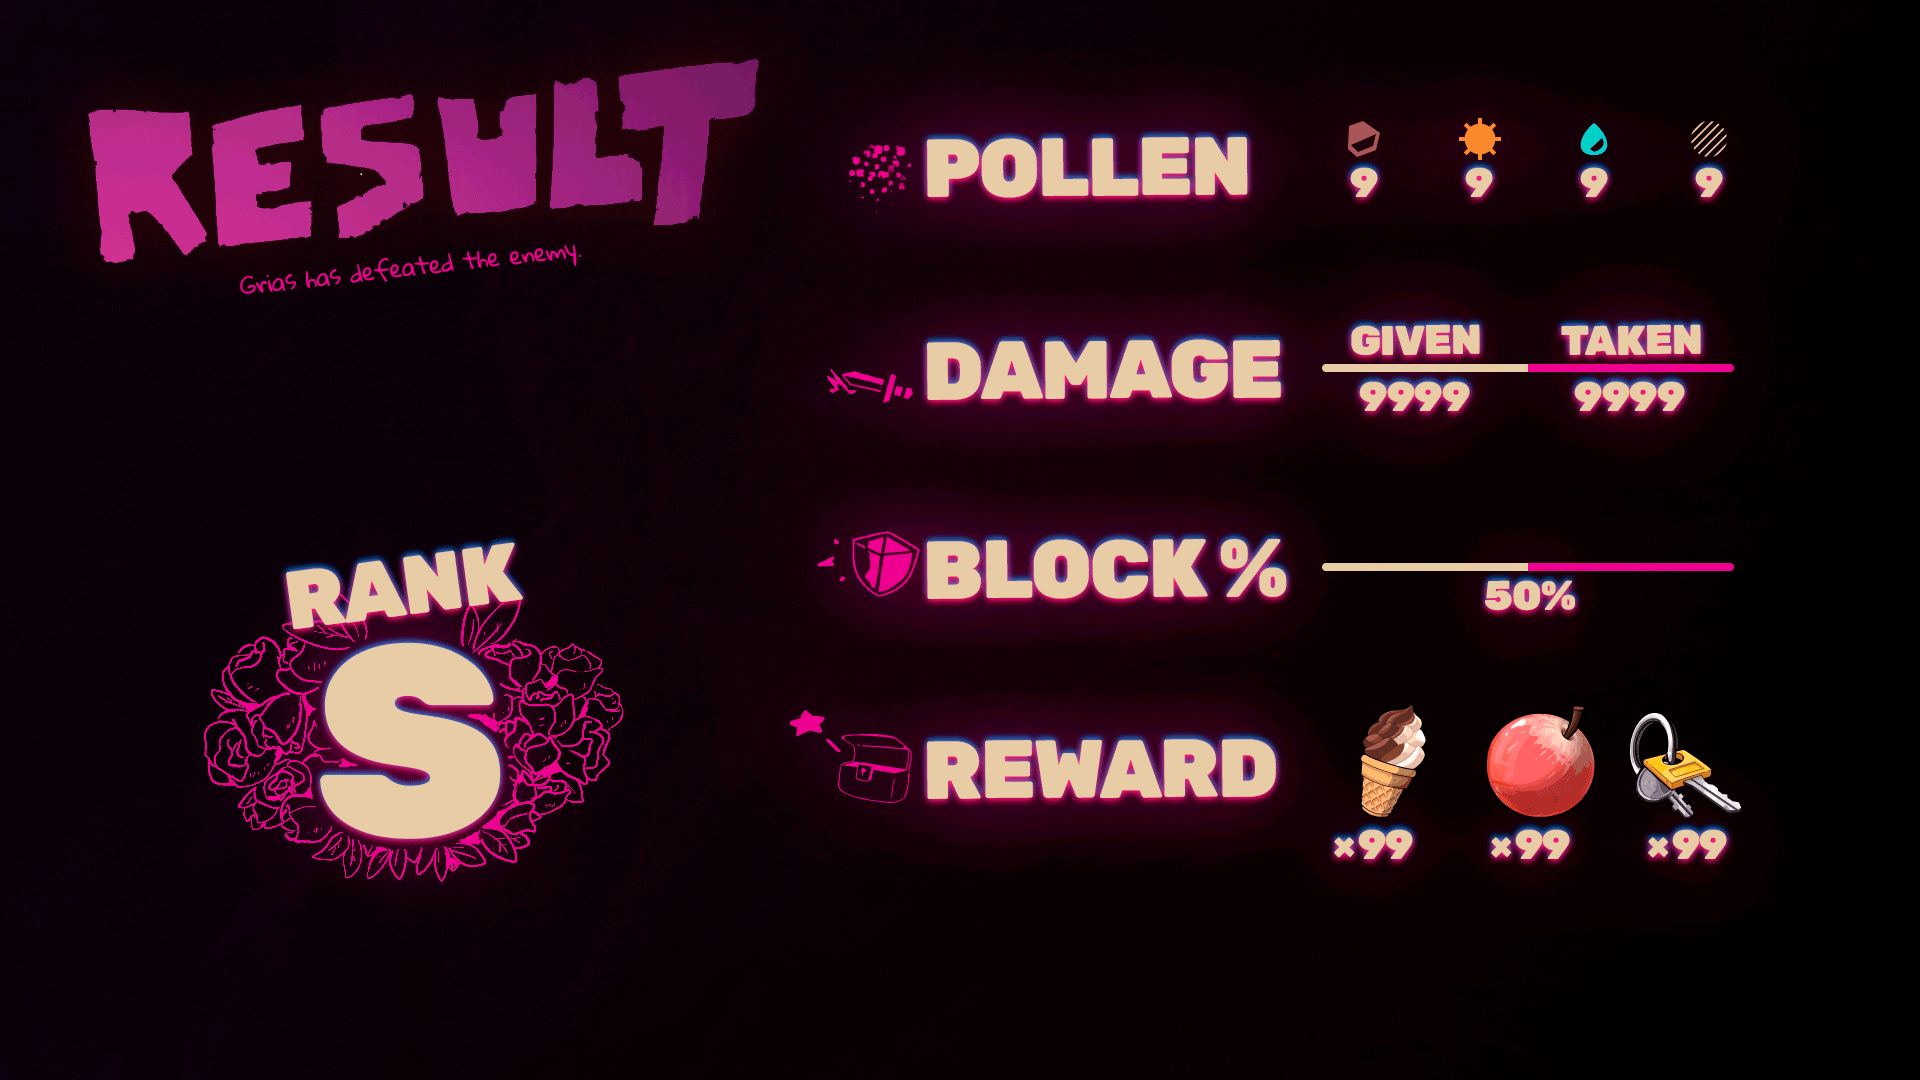 RESULT
Grias has defeated the enemy.
RANK
S
POLLEN
9 9 9 9
DAMAGE
GIVEN TAKEN
9999 9999
BLOCK %
50%
REWARD
×99 ×99 ×99